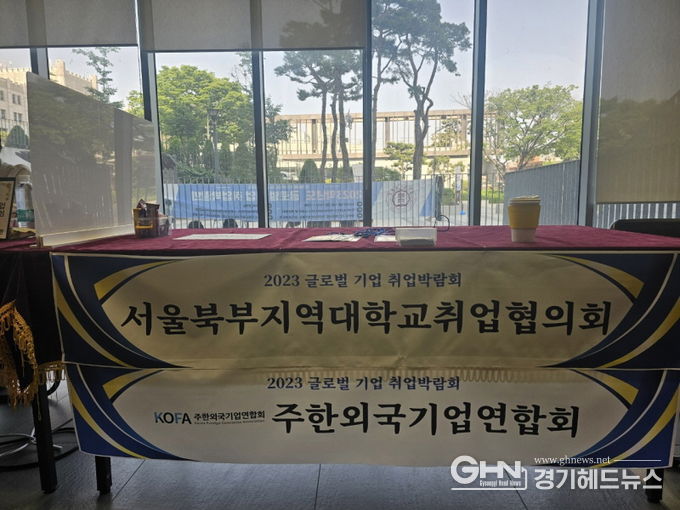 2023 글로벌 기업 취업박람회
서울북부지역대학교취업협의회
2023 글로벌 기업 취업박람회
KOFA 주한외국기업연합회
주한외국기업연합회
www.ghnews.net
GHN 경기헤드뉴스
Gyeonggi Head News